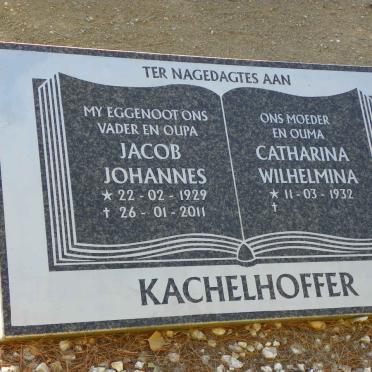 TER NAGEDAGTES AAN
MY EGGENOOT ONS
VADER EN OUPA
JACOB
JOHANNES
* 22 - 02 - 1929
† 26 - 01 - 2011
ONS MOEDER
EN OUMA
CATHARINA
WILHELMINA
* 11 - 03 - 1932
†
KACHELHOFFER